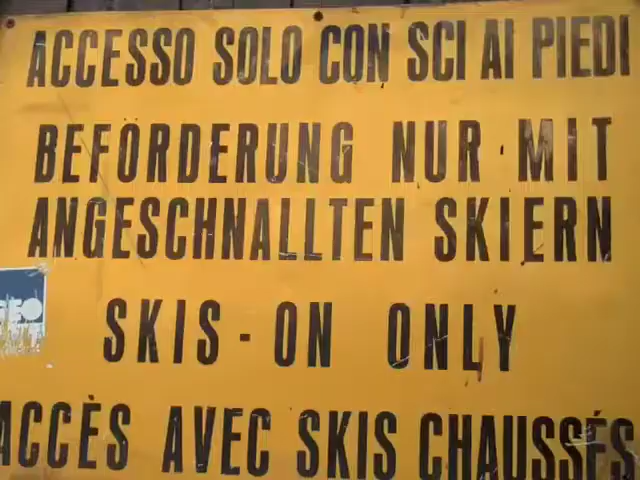 ACCESSO SOLO CON SCI AI PIEDI
BEFÖRDERUNG NUR MIT
ANGESCHNALLTEN SKIERN
SKIS-ON ONLY
ACCÈS AVEC SKIS CHAUSSÉS